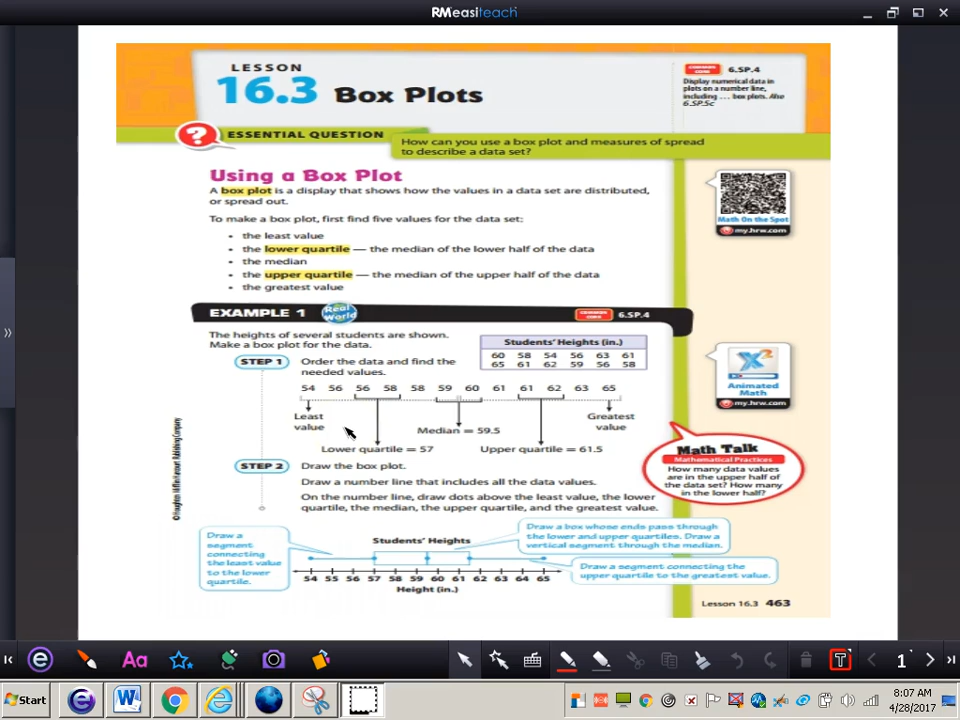 RMeasiteach
LESSON
16.3 Box Plots
COMMON CORE 6.SP.4
Display numerical data in
plots on a number line,
including ... box plots. Also
6.SP.5c
? ESSENTIAL QUESTION
How can you use a box plot and measures of spread
to describe a data set?
Using a Box Plot
A box plot is a display that shows how the values in a data set are distributed,
or spread out.
To make a box plot, first find five values for the data set:
• the least value
• the lower quartile — the median of the lower half of the data
• the median
• the upper quartile — the median of the upper half of the data
• the greatest value
Math On the Spot
my.hrw.com
EXAMPLE 1 Real World
COMMON CORE 6.SP.4
The heights of several students are shown.
Make a box plot for the data.
Students' Heights (in.)
60 58 54 56 63 61
65 61 62 59 56 58
STEP 1 Order the data and find the
needed values.
54 56 56 58 58 59 60 61 61 62 63 65
Least
value
Median = 59.5
Greatest
value
Lower quartile = 57
Upper quartile = 61.5
X²
Animated
Math
my.hrw.com
STEP 2 Draw the box plot.
Draw a number line that includes all the data values.
On the number line, draw dots above the least value, the lower
quartile, the median, the upper quartile, and the greatest value.
Math Talk
Mathematical Practices
How many data values
are in the upper half of
the data set? How many
in the lower half?
© Houghton Mifflin Harcourt Publishing Company
Draw a
segment
connecting
the least value
to the lower
quartile.
Students' Heights
Draw a box whose ends pass through
the lower and upper quartiles. Draw a
vertical segment through the median.
Draw a segment connecting the
upper quartile to the greatest value.
54 55 56 57 58 59 60 61 62 63 64 65
Height (in.)
Lesson 16.3 463
Aa
T
1
Start
8:07 AM
4/28/2017